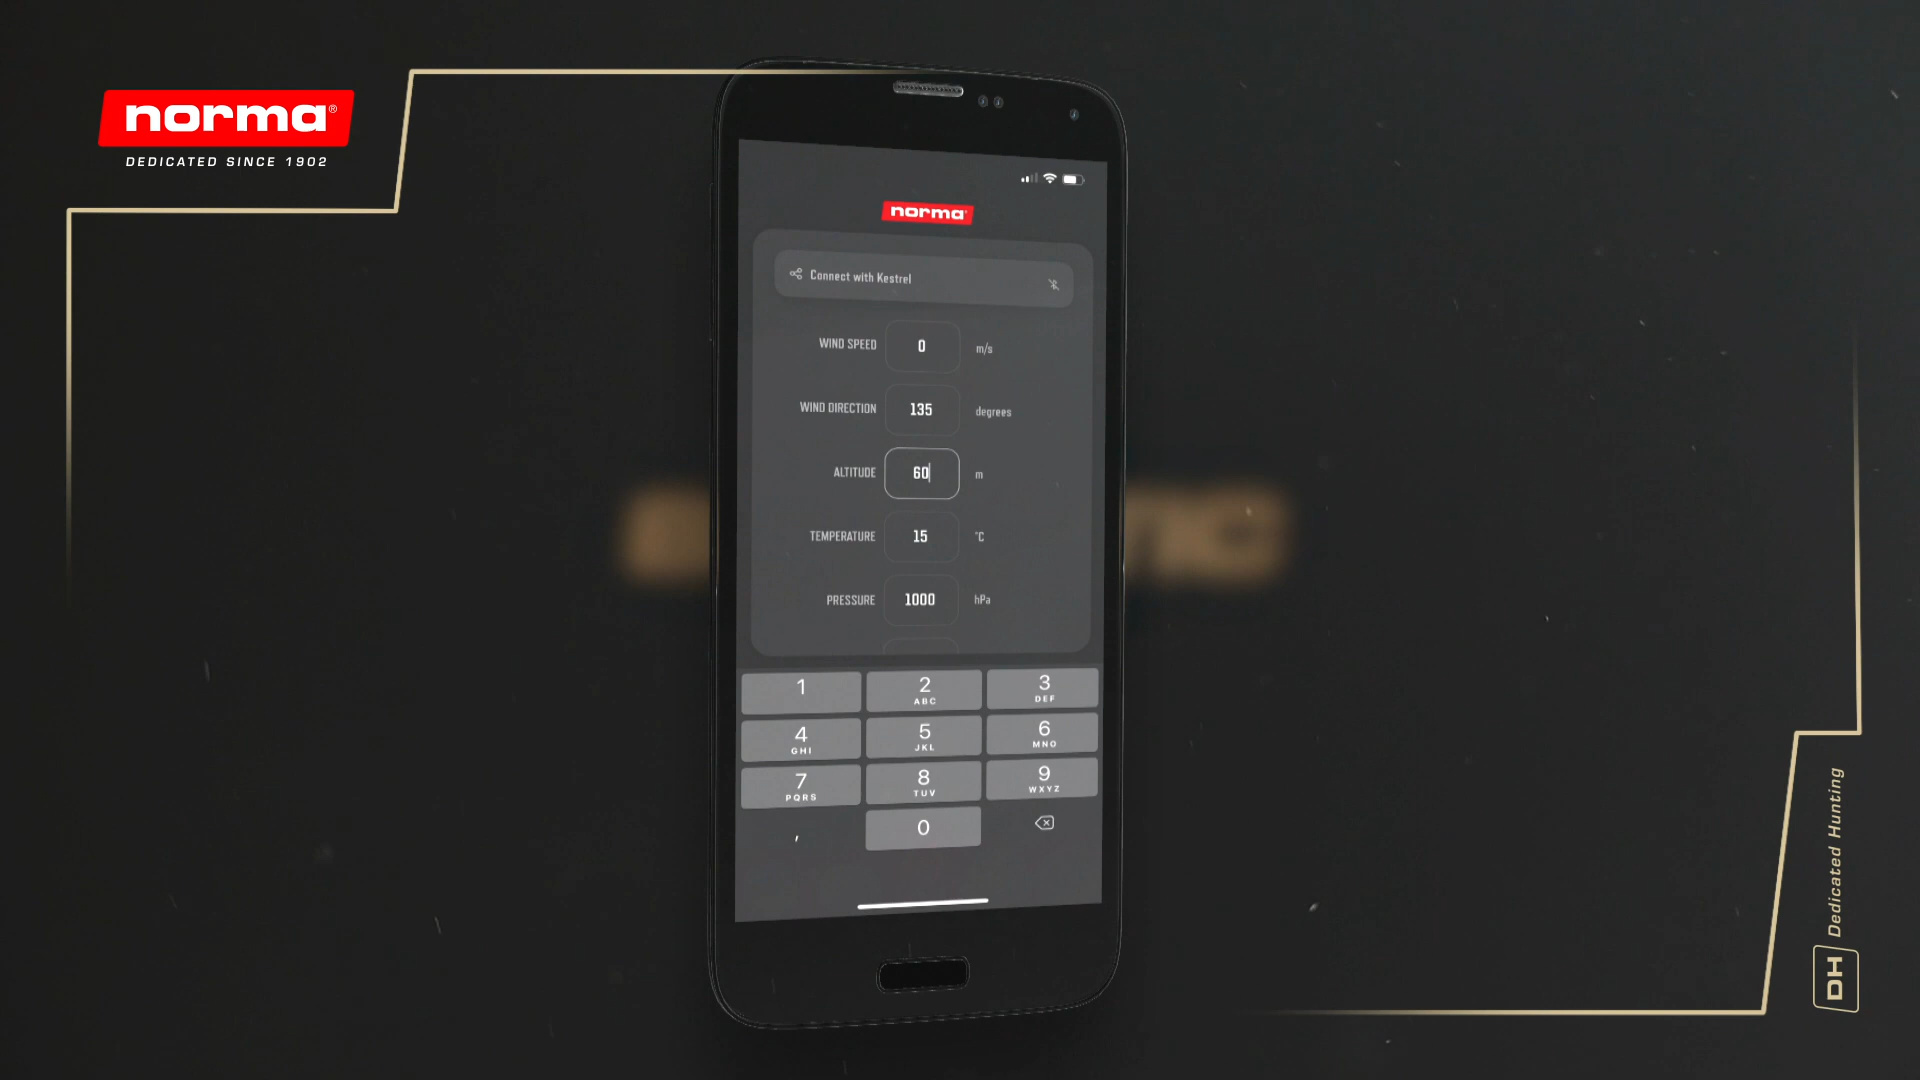 norma®
DEDICATED SINCE 1902
norma
Connect with Kestrel
WIND SPEED 0 m/s
WIND DIRECTION 135 degrees
ALTITUDE 60 m
TEMPERATURE 15 °C
PRESSURE 1000 hPa
1 2 3
ABC DEF
4 5 6
GHI JKL MNO
7 8 9
PQRS TUV WXYZ
, 0
DH Dedicated Hunting